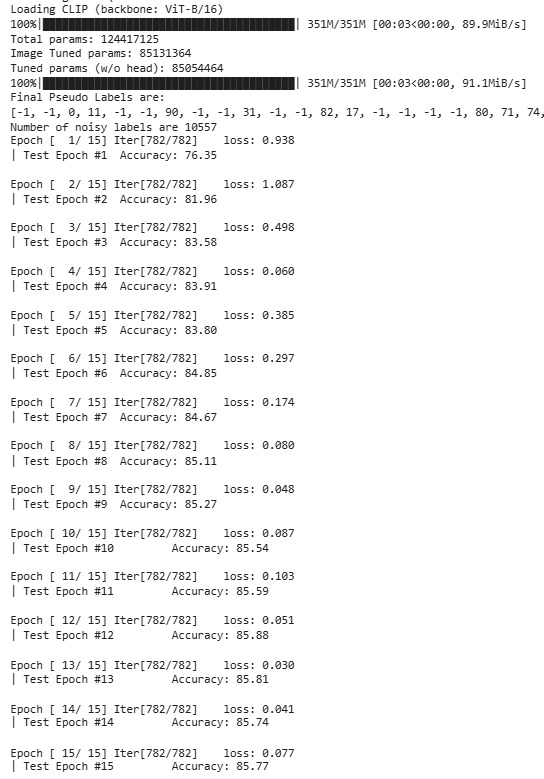 Loading CLIP (backbone: ViT-B/16)
100%|████████████████████████████████████████| 351M/351M [00:03<00:00, 89.9MiB/s]
Total params: 124417125
Image Tuned params: 85131364
Tuned params (w/o head): 85054464
100%|████████████████████████████████████████| 351M/351M [00:03<00:00, 91.1MiB/s]
Final Pseudo Labels are:
[-1, -1, 0, 11, -1, -1, 90, -1, -1, 31, -1, -1, 82, 17, -1, -1, -1, -1, 80, 71, 74,
Number of noisy labels are 10557
Epoch [  1/ 15] Iter[782/782]    loss: 0.938
| Test Epoch #1  Accuracy: 76.35
Epoch [  2/ 15] Iter[782/782]    loss: 1.087
| Test Epoch #2  Accuracy: 81.96
Epoch [  3/ 15] Iter[782/782]    loss: 0.498
| Test Epoch #3  Accuracy: 83.58
Epoch [  4/ 15] Iter[782/782]    loss: 0.060
| Test Epoch #4  Accuracy: 83.91
Epoch [  5/ 15] Iter[782/782]    loss: 0.385
| Test Epoch #5  Accuracy: 83.80
Epoch [  6/ 15] Iter[782/782]    loss: 0.297
| Test Epoch #6  Accuracy: 84.85
Epoch [  7/ 15] Iter[782/782]    loss: 0.174
| Test Epoch #7  Accuracy: 84.67
Epoch [  8/ 15] Iter[782/782]    loss: 0.080
| Test Epoch #8  Accuracy: 85.11
Epoch [  9/ 15] Iter[782/782]    loss: 0.048
| Test Epoch #9  Accuracy: 85.27
Epoch [ 10/ 15] Iter[782/782]    loss: 0.087
| Test Epoch #10         Accuracy: 85.54
Epoch [ 11/ 15] Iter[782/782]    loss: 0.103
| Test Epoch #11         Accuracy: 85.59
Epoch [ 12/ 15] Iter[782/782]    loss: 0.051
| Test Epoch #12         Accuracy: 85.88
Epoch [ 13/ 15] Iter[782/782]    loss: 0.030
| Test Epoch #13         Accuracy: 85.81
Epoch [ 14/ 15] Iter[782/782]    loss: 0.041
| Test Epoch #14         Accuracy: 85.74
Epoch [ 15/ 15] Iter[782/782]    loss: 0.077
| Test Epoch #15         Accuracy: 85.77